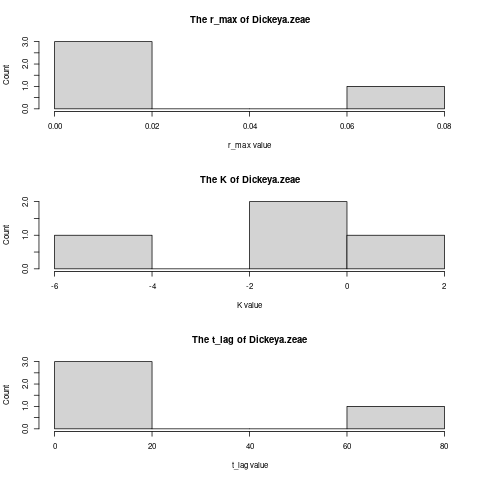 The r_max of Dickeya.zeae
Count
0.0 1.0 2.0 3.0
0.00 0.02 0.04 0.06 0.08
r_max value
The K of Dickeya.zeae
Count
0.0 1.0 2.0
-6 -4 -2 0 2
K value
The t_lag of Dickeya.zeae
Count
0.0 1.0 2.0 3.0
0 20 40 60 80
t_lag value